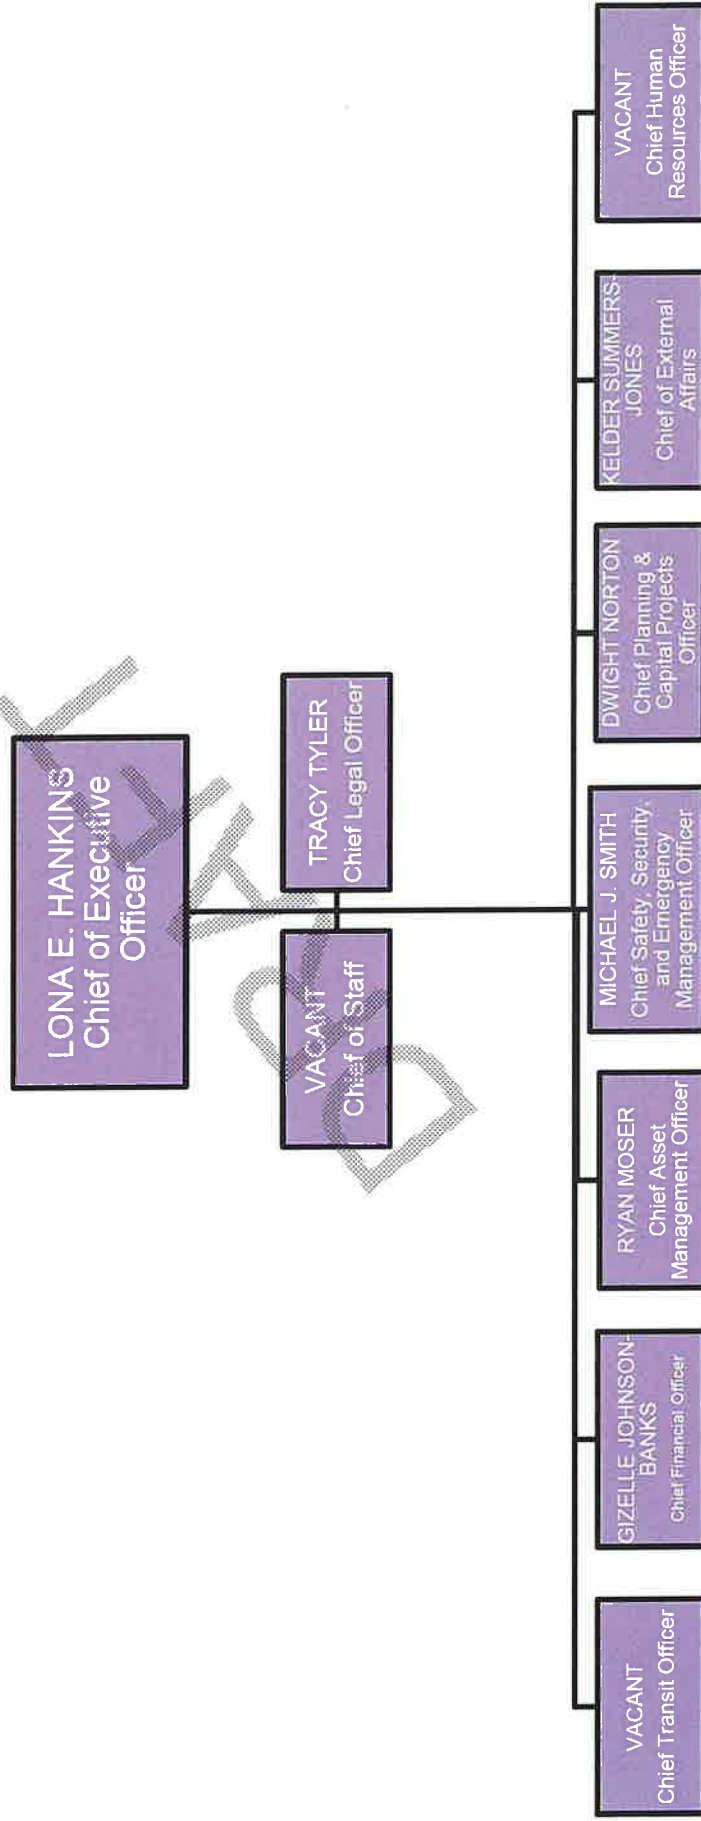 LONA E. HANKINS
Chief of Executive
Officer
DRAFT
VACANT
Chief of Staff
TRACY TYLER
Chief Legal Officer
VACANT
Chief Transit Officer
GIZELLE JOHNSON-
BANKS
Chief Financial Officer
RYAN MOSER
Chief Asset
Management Officer
MICHAEL J. SMITH
Chief Safety, Security,
and Emergency
Management Officer
DWIGHT NORTON
Chief Planning &
Capital Projects
Officer
KELDER SUMMERS-
JONES
Chief of External
Affairs
VACANT
Chief Human
Resources Officer